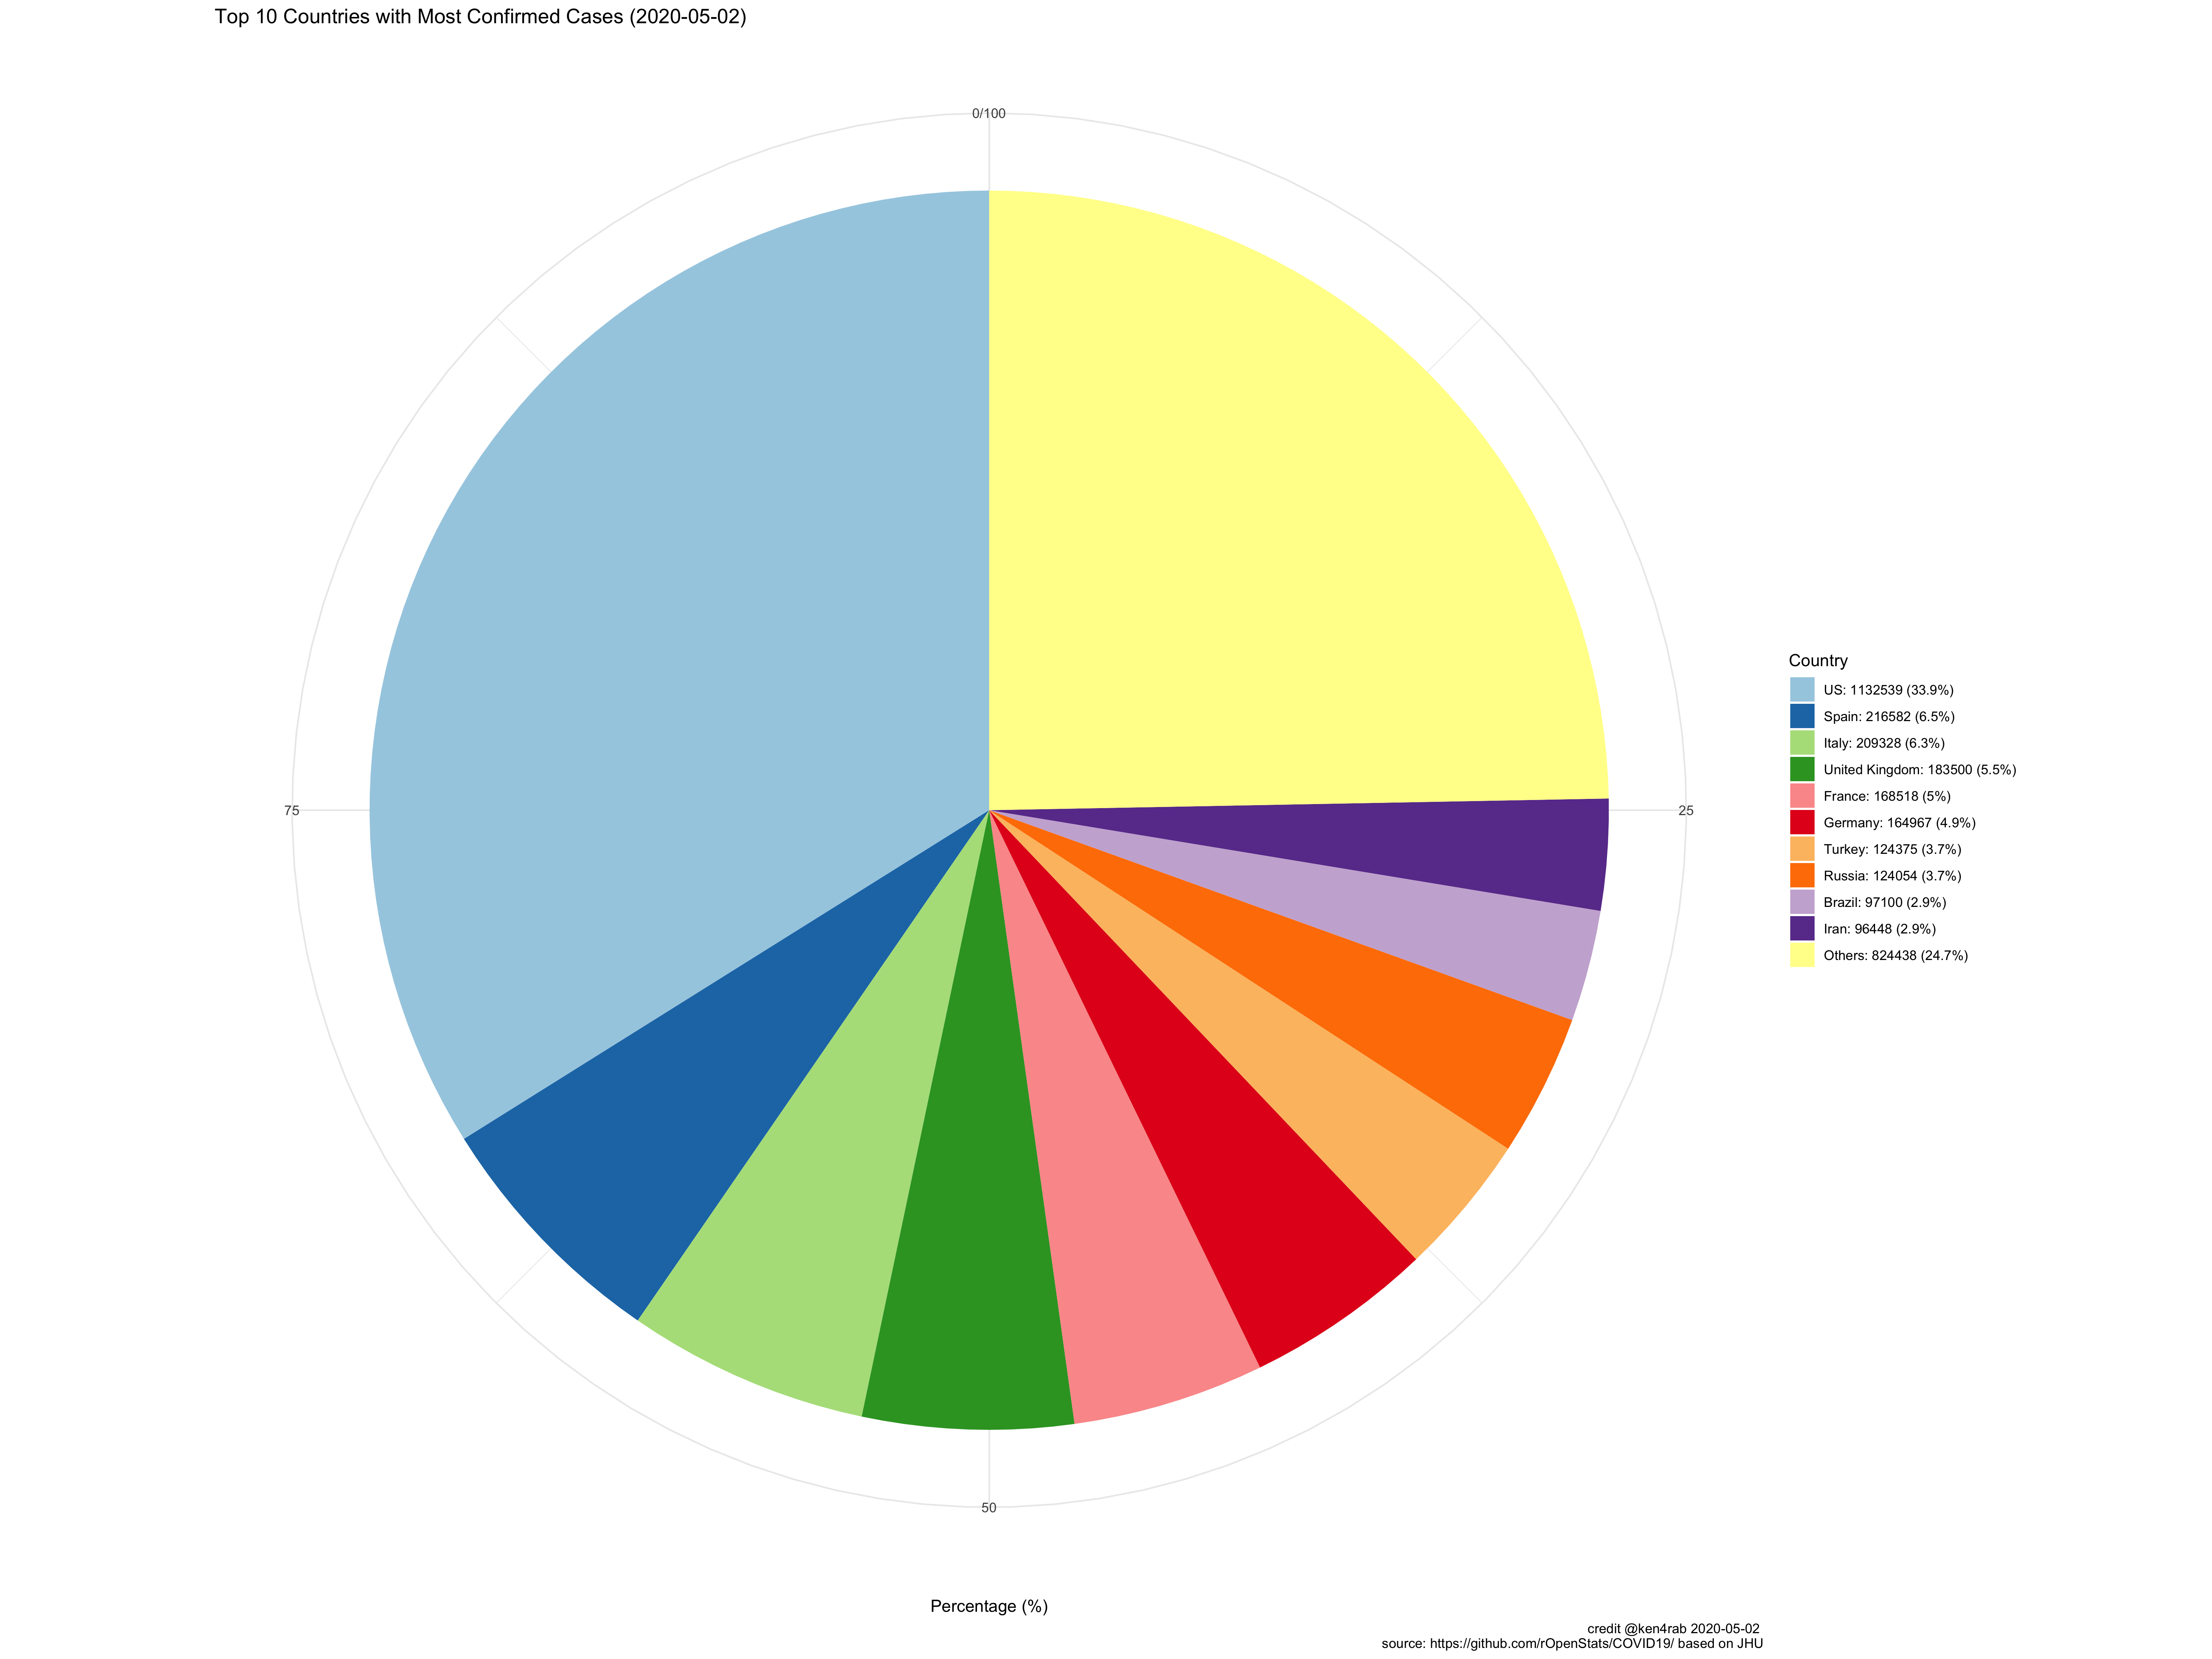 Top 10 Countries with Most Confirmed Cases (2020-05-02)
0/100
75
25
50
Country
US: 1132539 (33.9%)
Spain: 216582 (6.5%)
Italy: 209328 (6.3%)
United Kingdom: 183500 (5.5%)
France: 168518 (5%)
Germany: 164967 (4.9%)
Turkey: 124375 (3.7%)
Russia: 124054 (3.7%)
Brazil: 97100 (2.9%)
Iran: 96448 (2.9%)
Others: 824438 (24.7%)
Percentage (%)
credit @ken4rab 2020-05-02
source: https://github.com/rOpenStats/COVID19/ based on JHU